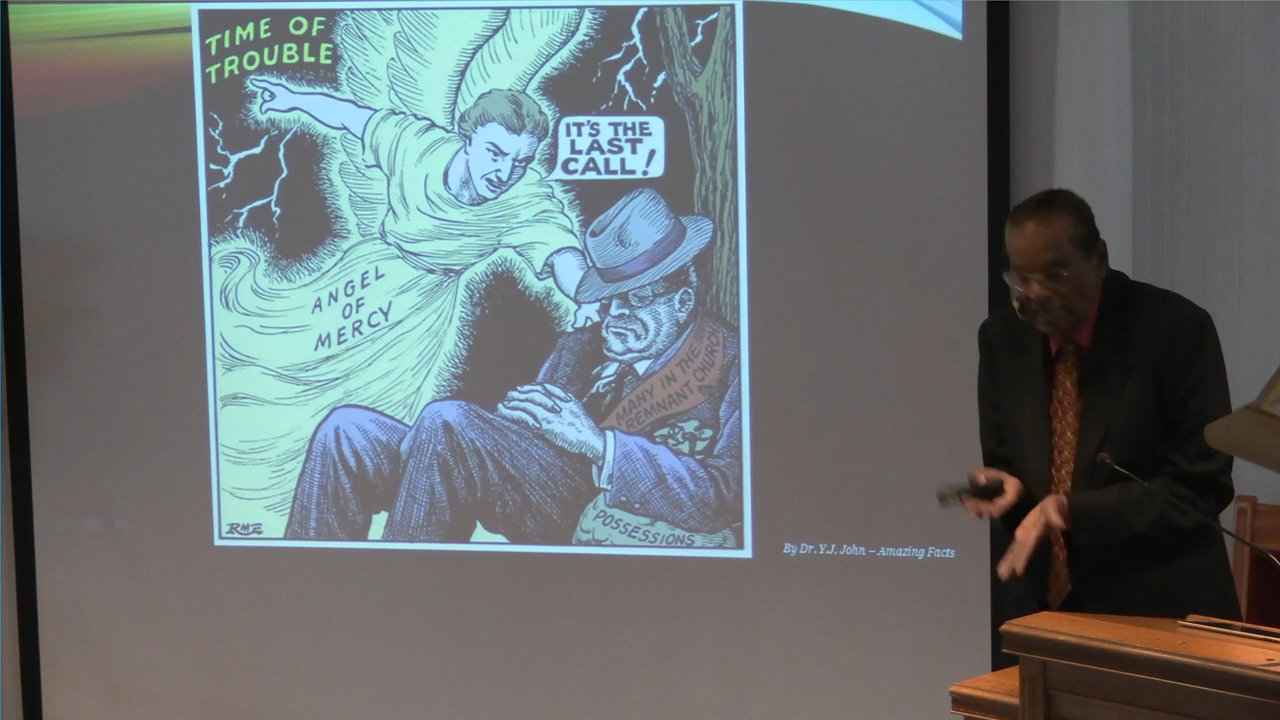 TIME OF
TROUBLE
IT'S THE
LAST
CALL!
ANGEL
OF
MERCY
MANY IN THE
REMNANT CHURCH
POSSESSIONS
RME
By Dr. Y.J. John – Amazing Facts